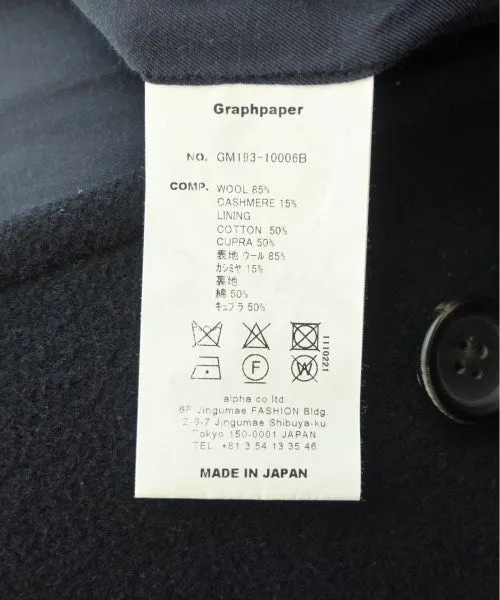 Graphpaper
NO. GM193-10006B
COMP. WOOL 85%
CASHMERE 15%
LINING
COTTON 50%
CUPRA 50%
表地 ウール 85%
カシミヤ 15%
裏地
綿 50%
キュプラ 50%
F
W
1110221
alpha co ltd.
6F Jingumae FASHION Bldg.
2-6-7 Jingumae Shibuya-ku
Tokyo 150-0001 JAPAN
TEL. +81 3 54 13 35 46
MADE IN JAPAN